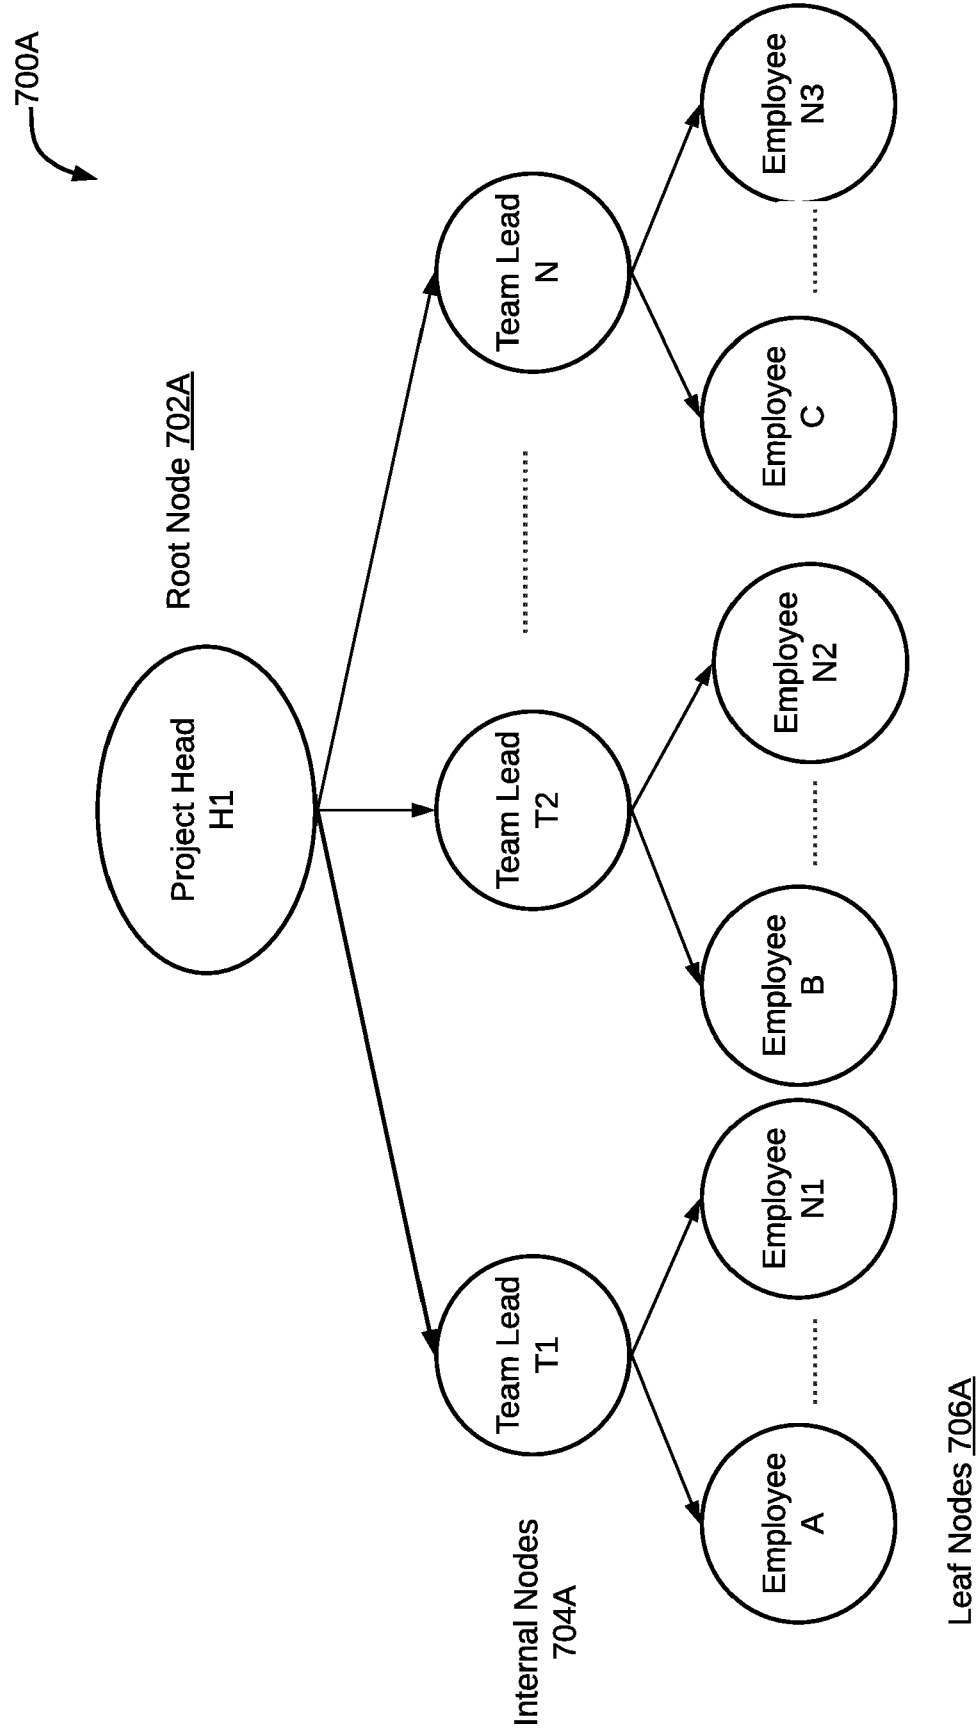 700A
Root Node 702A
Project Head
H1
Internal Nodes
704A
Team Lead
T1
Team Lead
T2
Team Lead
N
Employee
A
Employee
N1
Employee
B
Employee
N2
Employee
C
Employee
N3
Leaf Nodes 706A